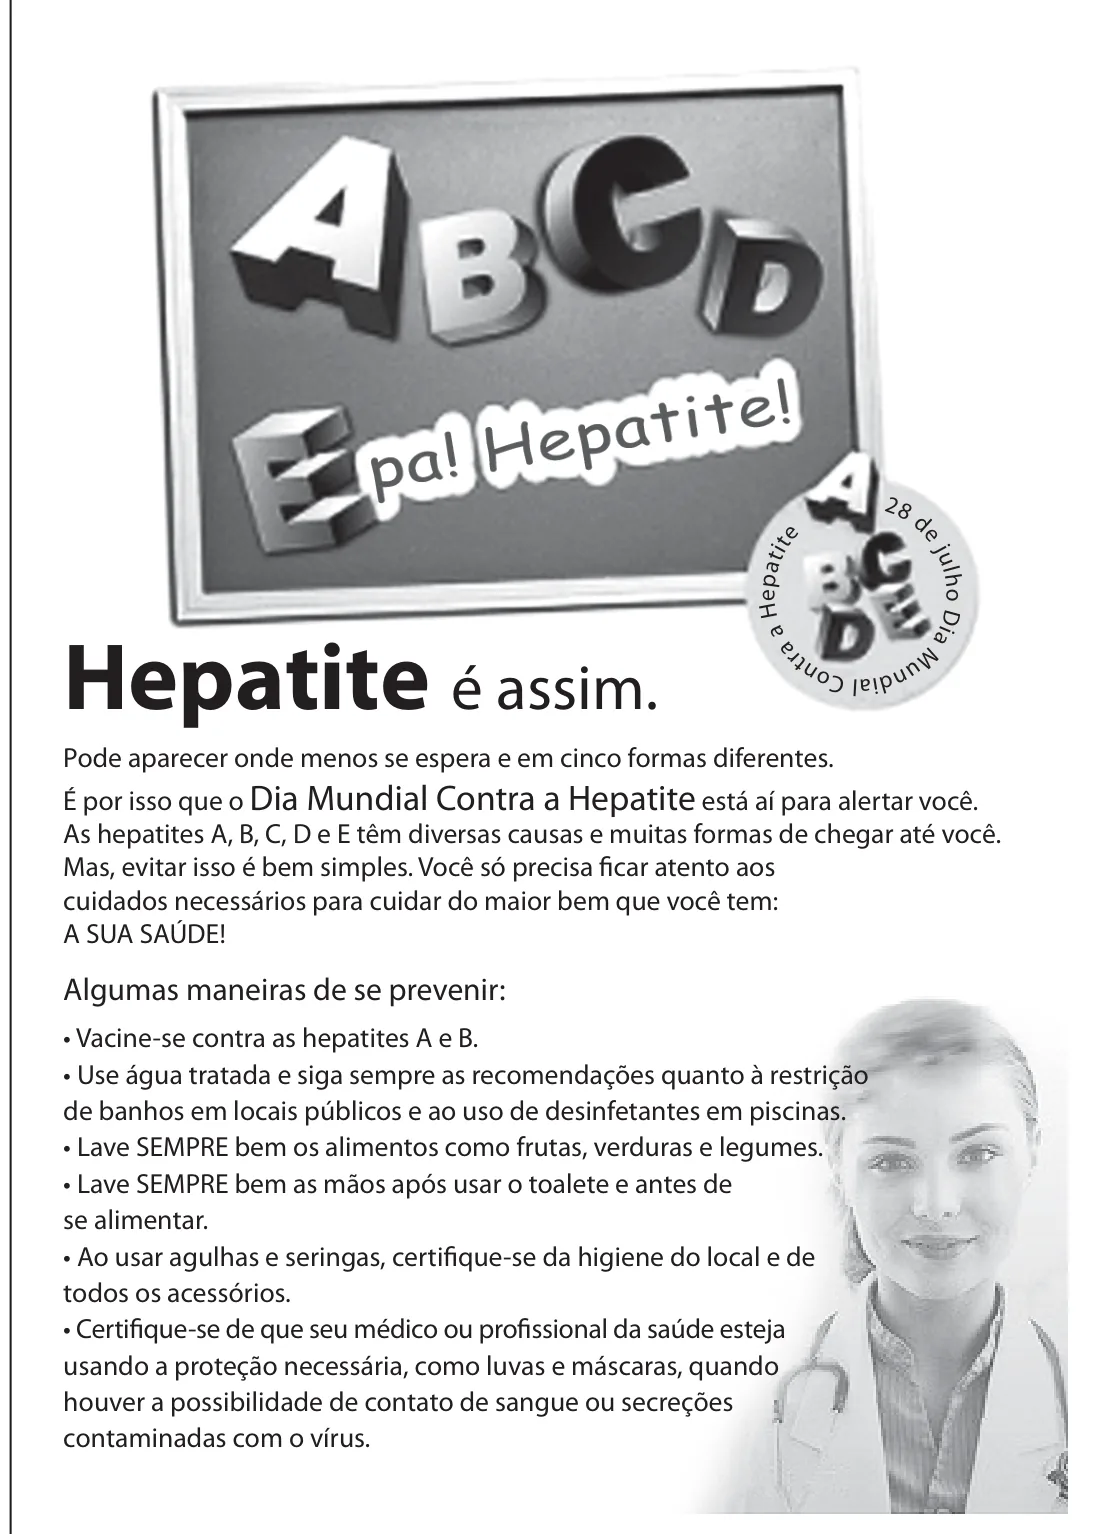 A B C D
Epa! Hepatite!
28 de julho Dia Mundial Contra a Hepatite
A B C D E
Hepatite é assim.
Pode aparecer onde menos se espera e em cinco formas diferentes.
É por isso que o Dia Mundial Contra a Hepatite está aí para alertar você.
As hepatites A, B, C, D e E têm diversas causas e muitas formas de chegar até você.
Mas, evitar isso é bem simples. Você só precisa ficar atento aos
cuidados necessários para cuidar do maior bem que você tem:
A SUA SAÚDE!
Algumas maneiras de se prevenir:
• Vacine-se contra as hepatites A e B.
• Use água tratada e siga sempre as recomendações quanto à restrição
de banhos em locais públicos e ao uso de desinfetantes em piscinas.
• Lave SEMPRE bem os alimentos como frutas, verduras e legumes.
• Lave SEMPRE bem as mãos após usar o toalete e antes de
se alimentar.
• Ao usar agulhas e seringas, certifique-se da higiene do local e de
todos os acessórios.
• Certifique-se de que seu médico ou profissional da saúde esteja
usando a proteção necessária, como luvas e máscaras, quando
houver a possibilidade de contato de sangue ou secreções
contaminadas com o vírus.